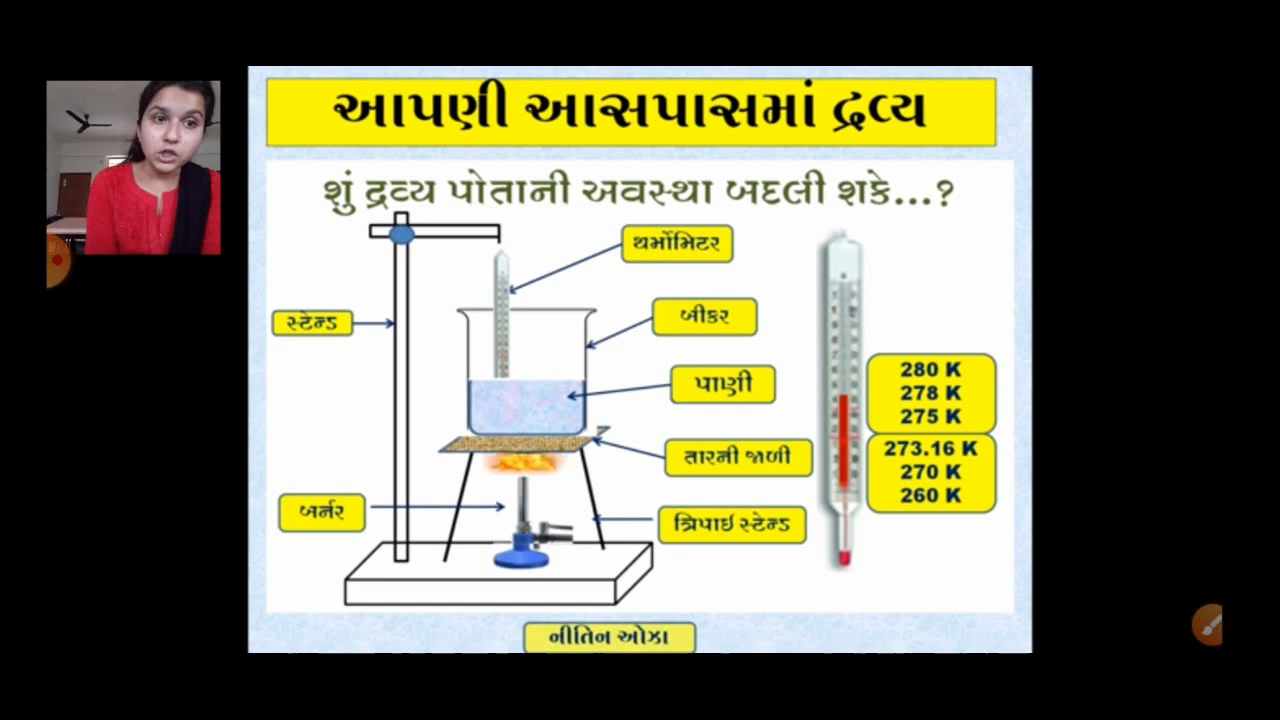 આપણી આસપાસમાં દ્રવ્ય
શું દ્રવ્ય પોતાની અવસ્થા બદલી શકે...?
થર્મોમિટર
બીકર
સ્ટેન્ડ
પાણી
280 K
278 K
275 K
273.16 K
270 K
260 K
તારની જાળી
બર્નર
ત્રિપાઇ સ્ટેન્ડ
નીતિન ઓઝા